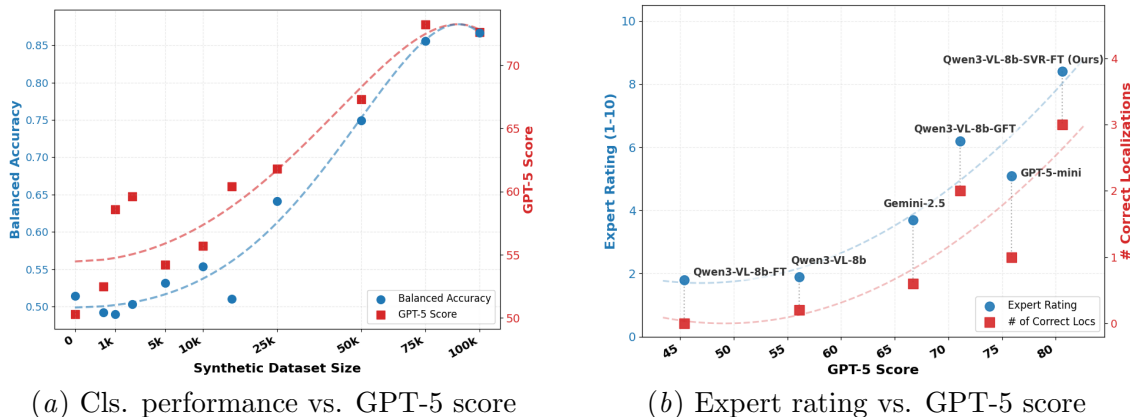 0.85
0.80
0.75
0.70
0.65
0.60
0.55
0.50
Balanced Accuracy
70
65
60
55
50
GPT-5 Score
Balanced Accuracy
GPT-5 Score
0 1k 5k 10k 25k 50k 75k 100k
Synthetic Dataset Size
(a) Cls. performance vs. GPT-5 score
10
8
6
4
2
0
Expert Rating (1-10)
4
3
2
1
0
# of Correct Localizations
Qwen3-VL-8b-SVR-FT (Ours)
Qwen3-VL-8b-GFT
GPT-5-mini
Gemini-2.5
Qwen3-VL-8b
Qwen3-VL-8b-FT
Expert Rating
# of Correct Locs
45 50 55 60 65 70 75 80
GPT-5 Score
(b) Expert rating vs. GPT-5 score